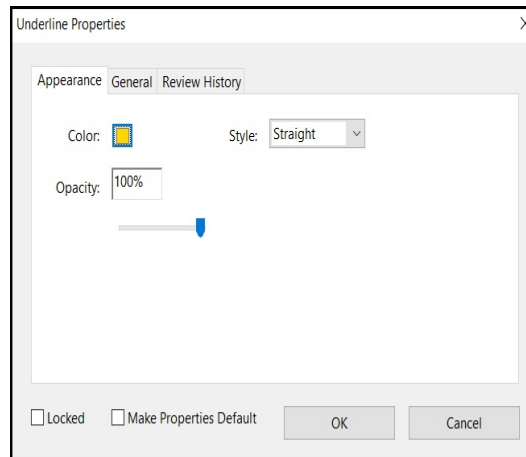 Underline Properties
Appearance General Review History
Color: Style: Straight
Opacity: 100%
Locked Make Properties Default OK Cancel